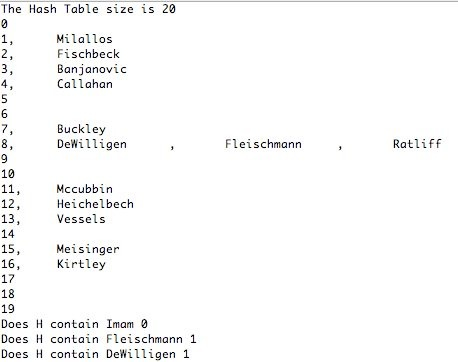 The Hash Table size is 20
0
1, Milallos
2, Fischbeck
3, Banjanovic
4, Callahan
5
6
7, Buckley
8, DeWilligen , Fleischmann , Ratliff
9
10
11, Mccubbin
12, Heichelbech
13, Vessels
14
15, Meisinger
16, Kirtley
17
18
19
Does H contain Imam 0
Does H contain Fleischmann 1
Does H contain DeWilligen 1